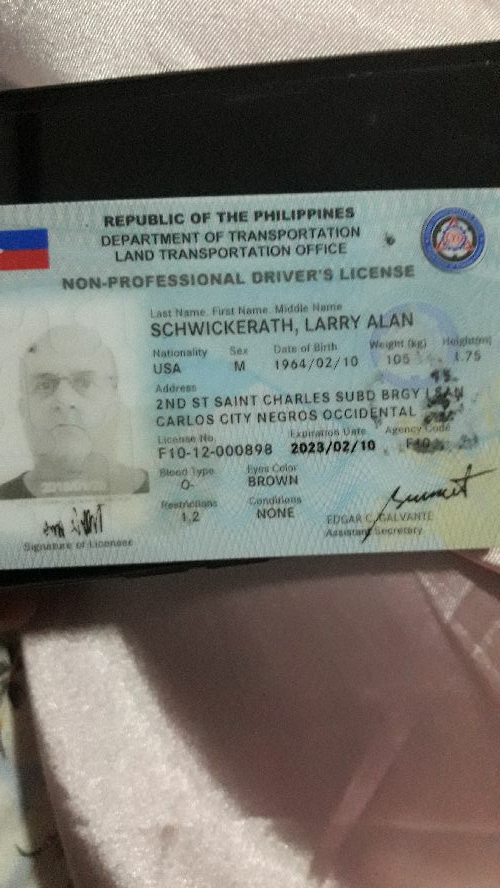 REPUBLIC OF THE PHILIPPINES
DEPARTMENT OF TRANSPORTATION
LAND TRANSPORTATION OFFICE
NON-PROFESSIONAL DRIVER'S LICENSE
Last Name, First Name, Middle Name
SCHWICKERATH, LARRY ALAN
Nationality Sex Date of Birth Weight (kg) Height(m)
USA M 1964/02/10 105 1.75
Address
2ND ST SAINT CHARLES SUBD BRGY
CARLOS CITY NEGROS OCCIDENTAL
License No. Expiration Date Agency Code
F10-12-000898 2023/02/10 F10
Blood Type Eyes Color
O- BROWN
Restrictions Conditions
1,2 NONE
EDGAR C. GALVANTE
Assistant Secretary
Signature of Licensee